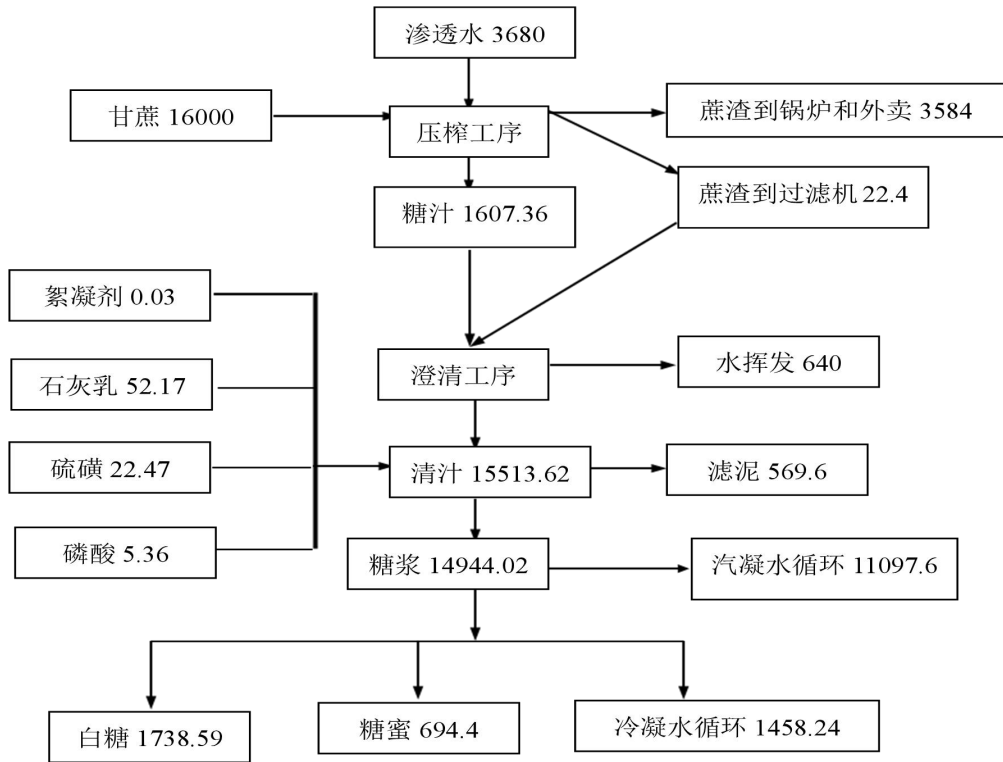 渗透水 3680
甘蔗 16000
压榨工序
蔗渣到锅炉和外卖 3584
蔗渣到过滤机 22.4
糖汁 1607.36
絮凝剂 0.03
石灰乳 52.17
硫磺 22.47
磷酸 5.36
澄清工序
水挥发 640
清汁 15513.62
滤泥 569.6
糖浆 14944.02
汽凝水循环 11097.6
白糖 1738.59
糖蜜 694.4
冷凝水循环 1458.24